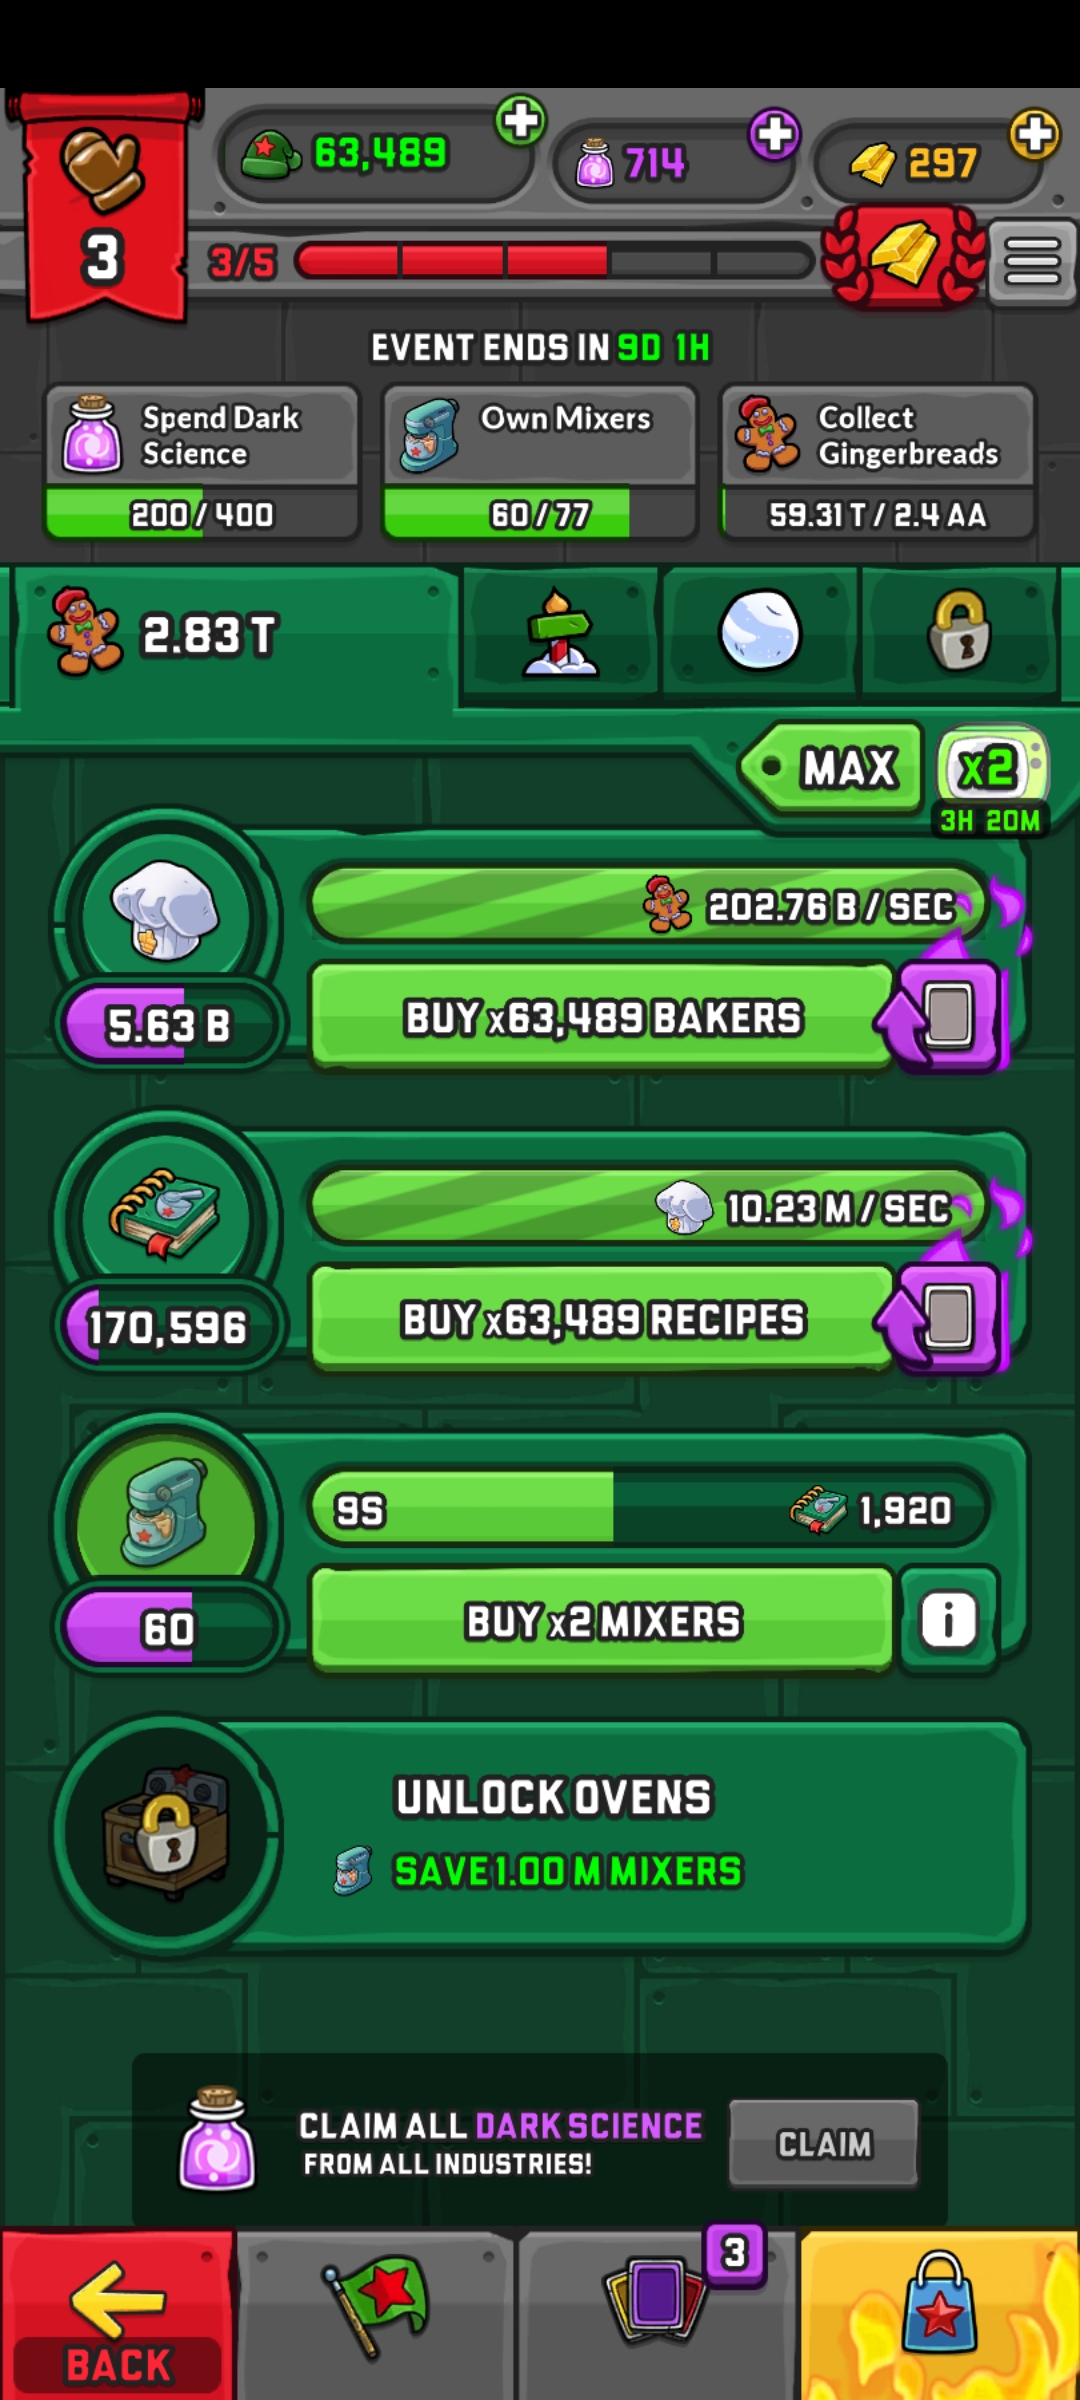 63,489
714
297
3
3/5
EVENT ENDS IN 9D 1H
Spend Dark
Science
200 / 400
Own Mixers
60 / 77
Collect
Gingerbreads
59.31 T / 2.4 AA
2.83 T
MAX
x2
3H 20M
202.76 B / SEC
5.63 B
BUY x63,489 BAKERS
10.23 M / SEC
170,596
BUY x63,489 RECIPES
9S
1,920
60
BUY x2 MIXERS
i
UNLOCK OVENS
SAVE 1.00 M MIXERS
CLAIM ALL DARK SCIENCE
FROM ALL INDUSTRIES!
CLAIM
BACK
3